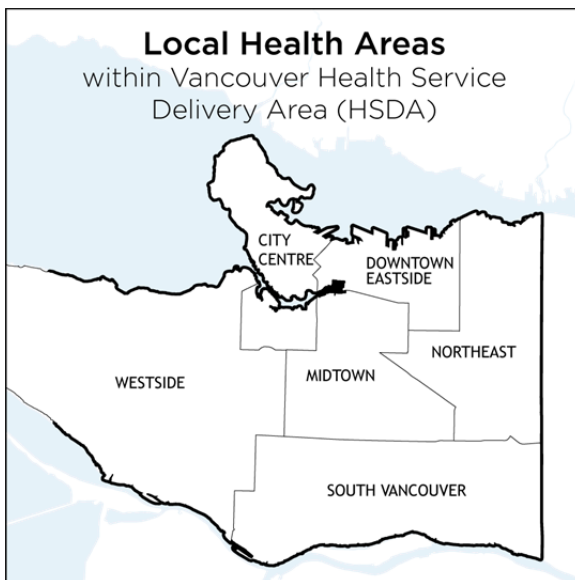 Local Health Areas
within Vancouver Health Service
Delivery Area (HSDA)
CITY
CENTRE
DOWNTOWN
EASTSIDE
NORTHEAST
WESTSIDE
MIDTOWN
SOUTH VANCOUVER